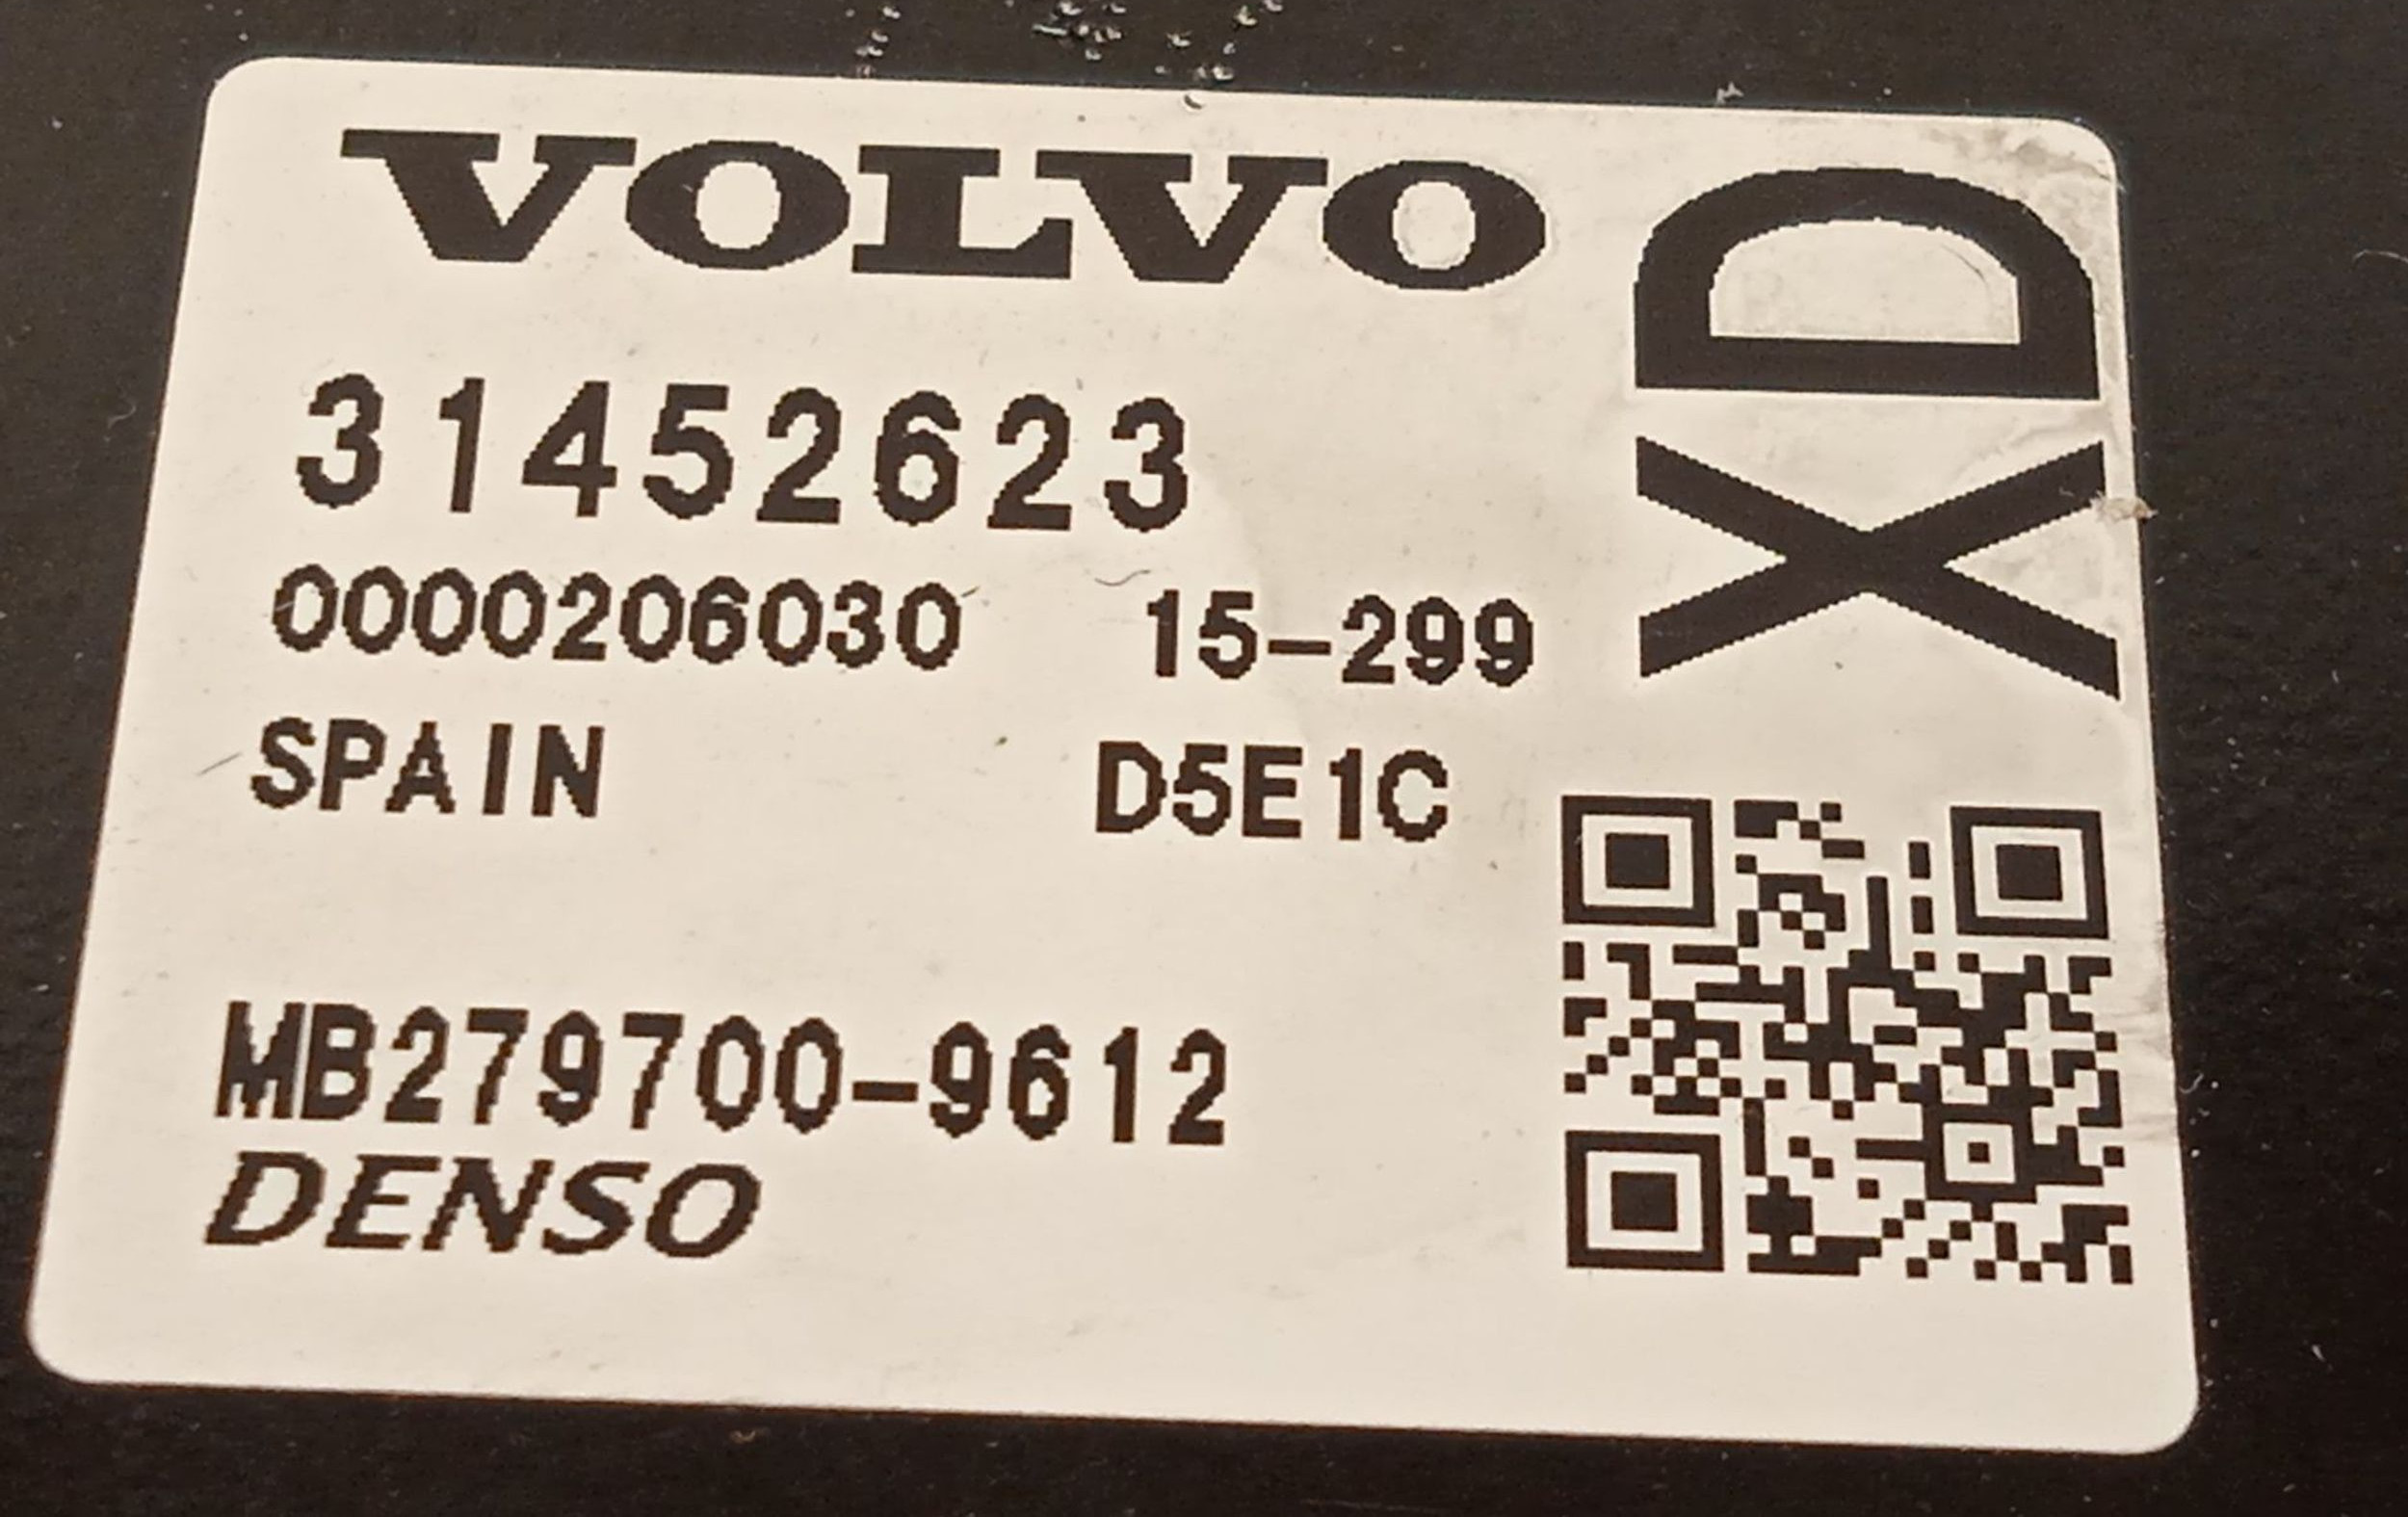 VOLVO
XD
31452623
0000206030 15-299
SPAIN D5E1C
MB279700-9612
DENSO